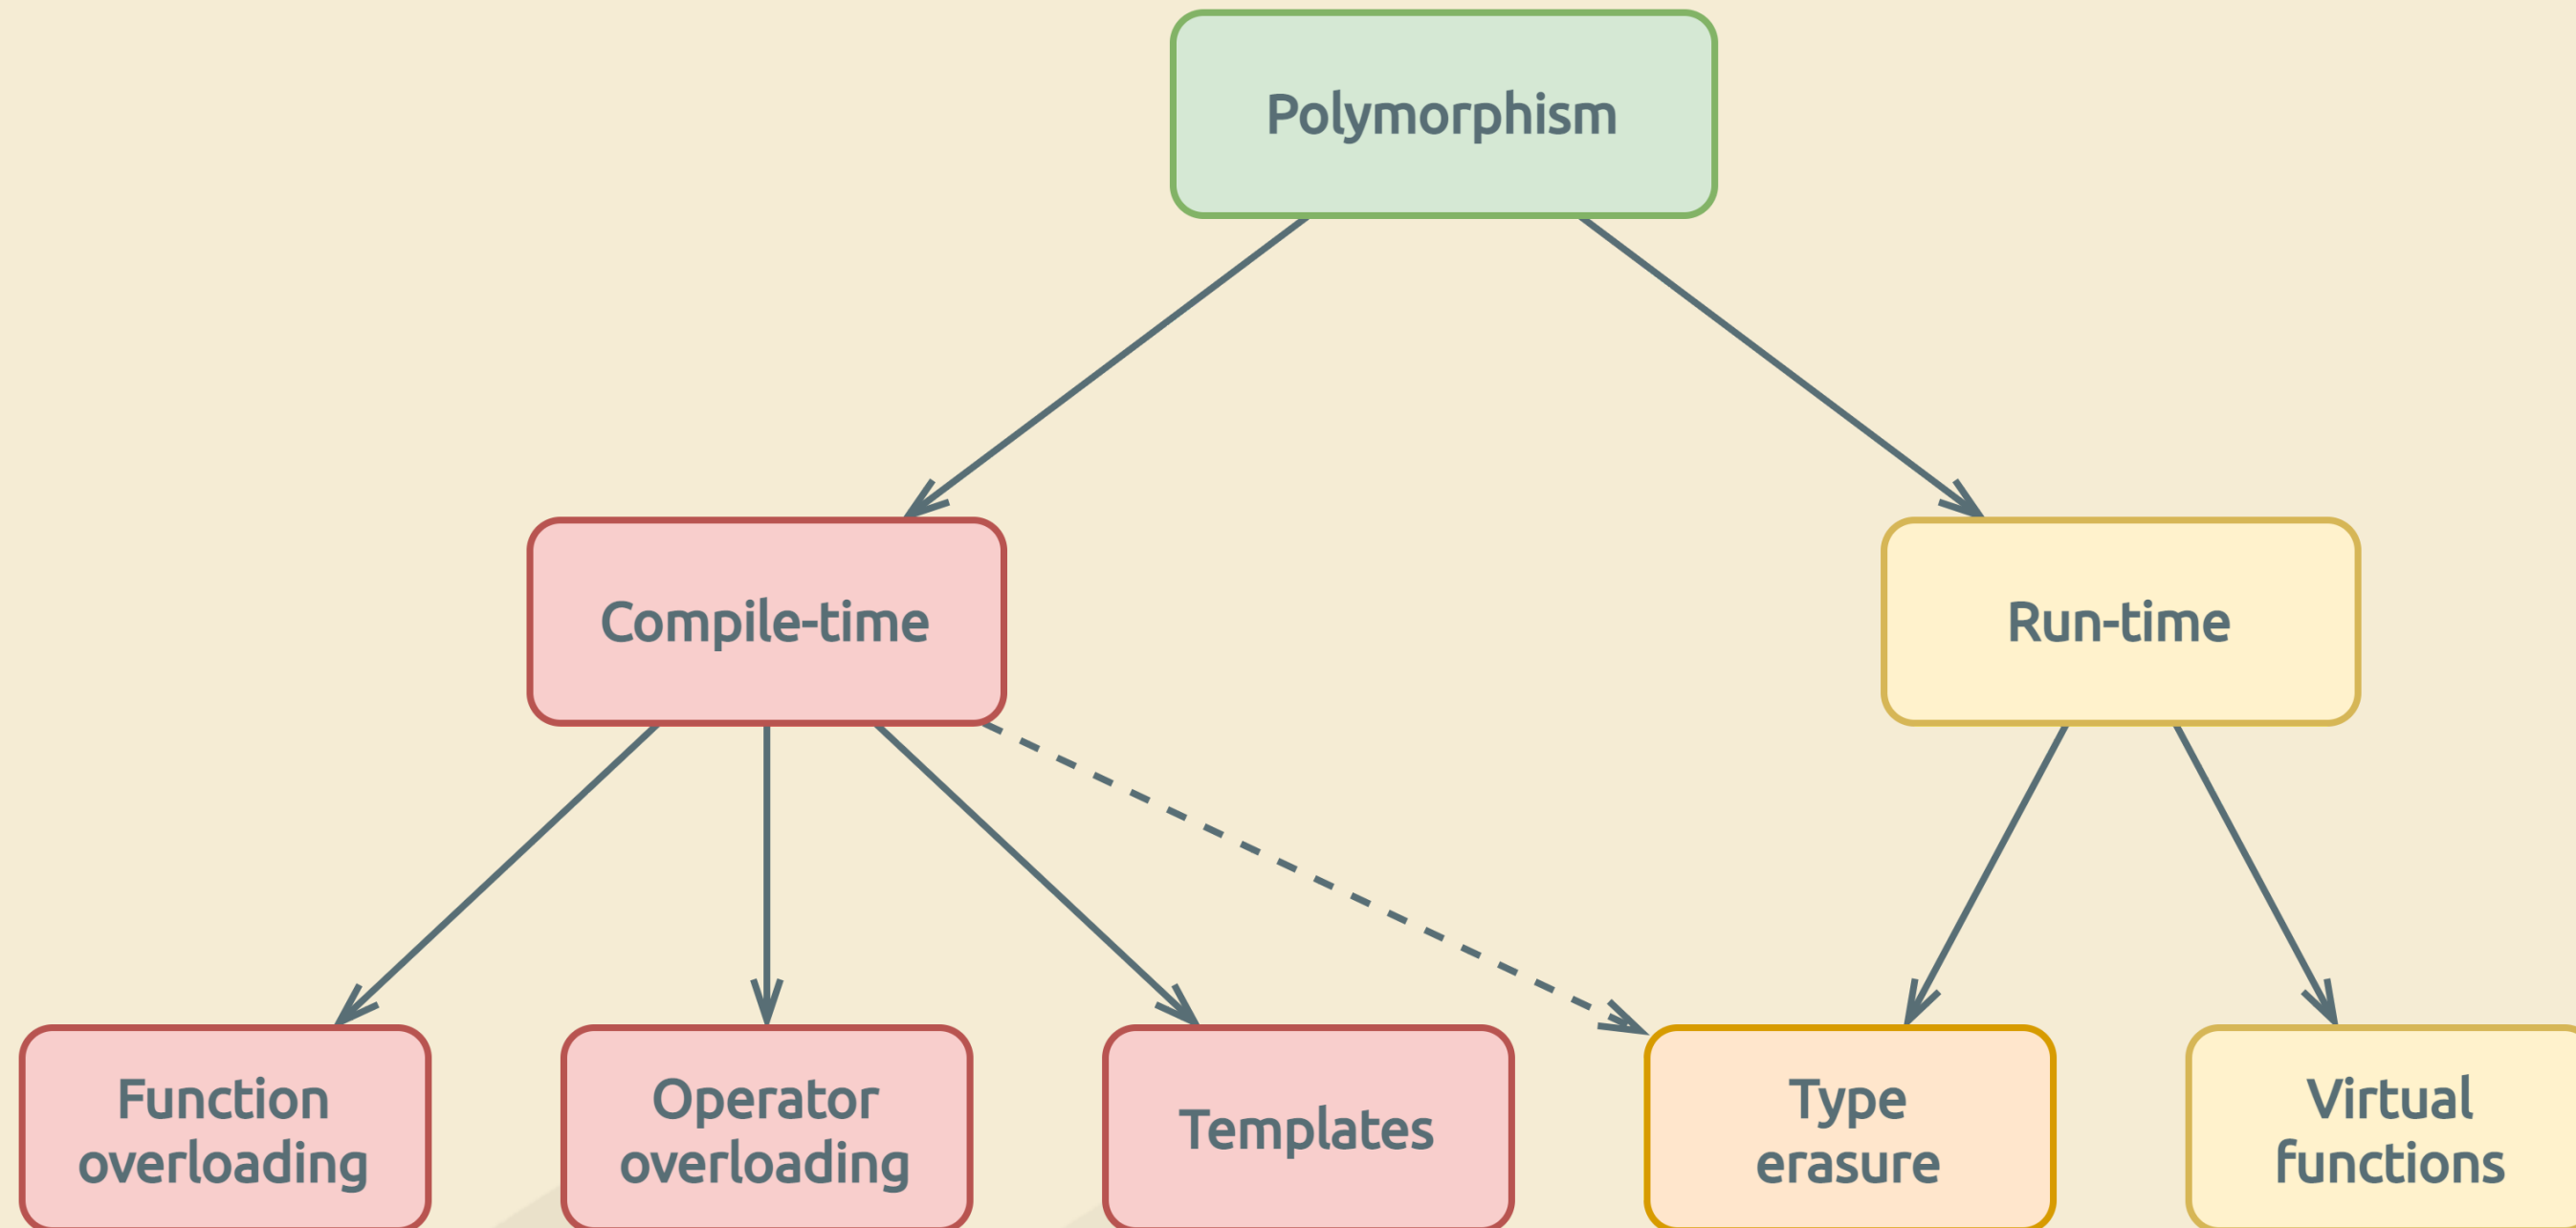 Polymorphism
Compile-time
Run-time
Function
overloading
Operator
overloading
Templates
Type
erasure
Virtual
functions